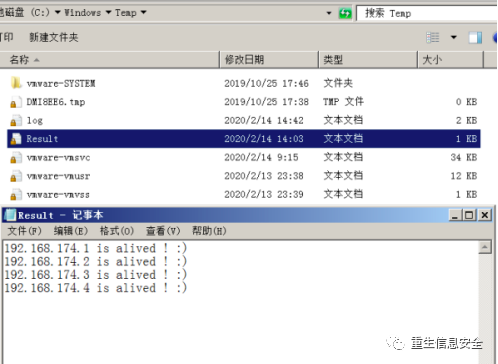 地磁盘 (C:) ▾ Windows ▾ Temp ▾ 搜索 Temp
打印 新建文件夹
名称 修改日期 类型 大小
vmware-SYSTEM 2019/10/25 17:46 文件夹
DMI8EE6.tmp 2019/10/25 17:38 TMP 文件 0 KB
log 2020/2/14 14:42 文本文档 2 KB
Result 2020/2/14 14:03 文本文档 1 KB
vmware-vmsvc 2020/2/14 9:15 文本文档 34 KB
vmware-vmusr 2020/2/13 23:38 文本文档 12 KB
vmware-vmvss 2020/2/13 23:39 文本文档 1 KB
Result - 记事本
文件(F) 编辑(E) 格式(O) 查看(V) 帮助(H)
192.168.174.1 is alived ! :)
192.168.174.2 is alived ! :)
192.168.174.3 is alived ! :)
192.168.174.4 is alived ! :)
重生信息安全